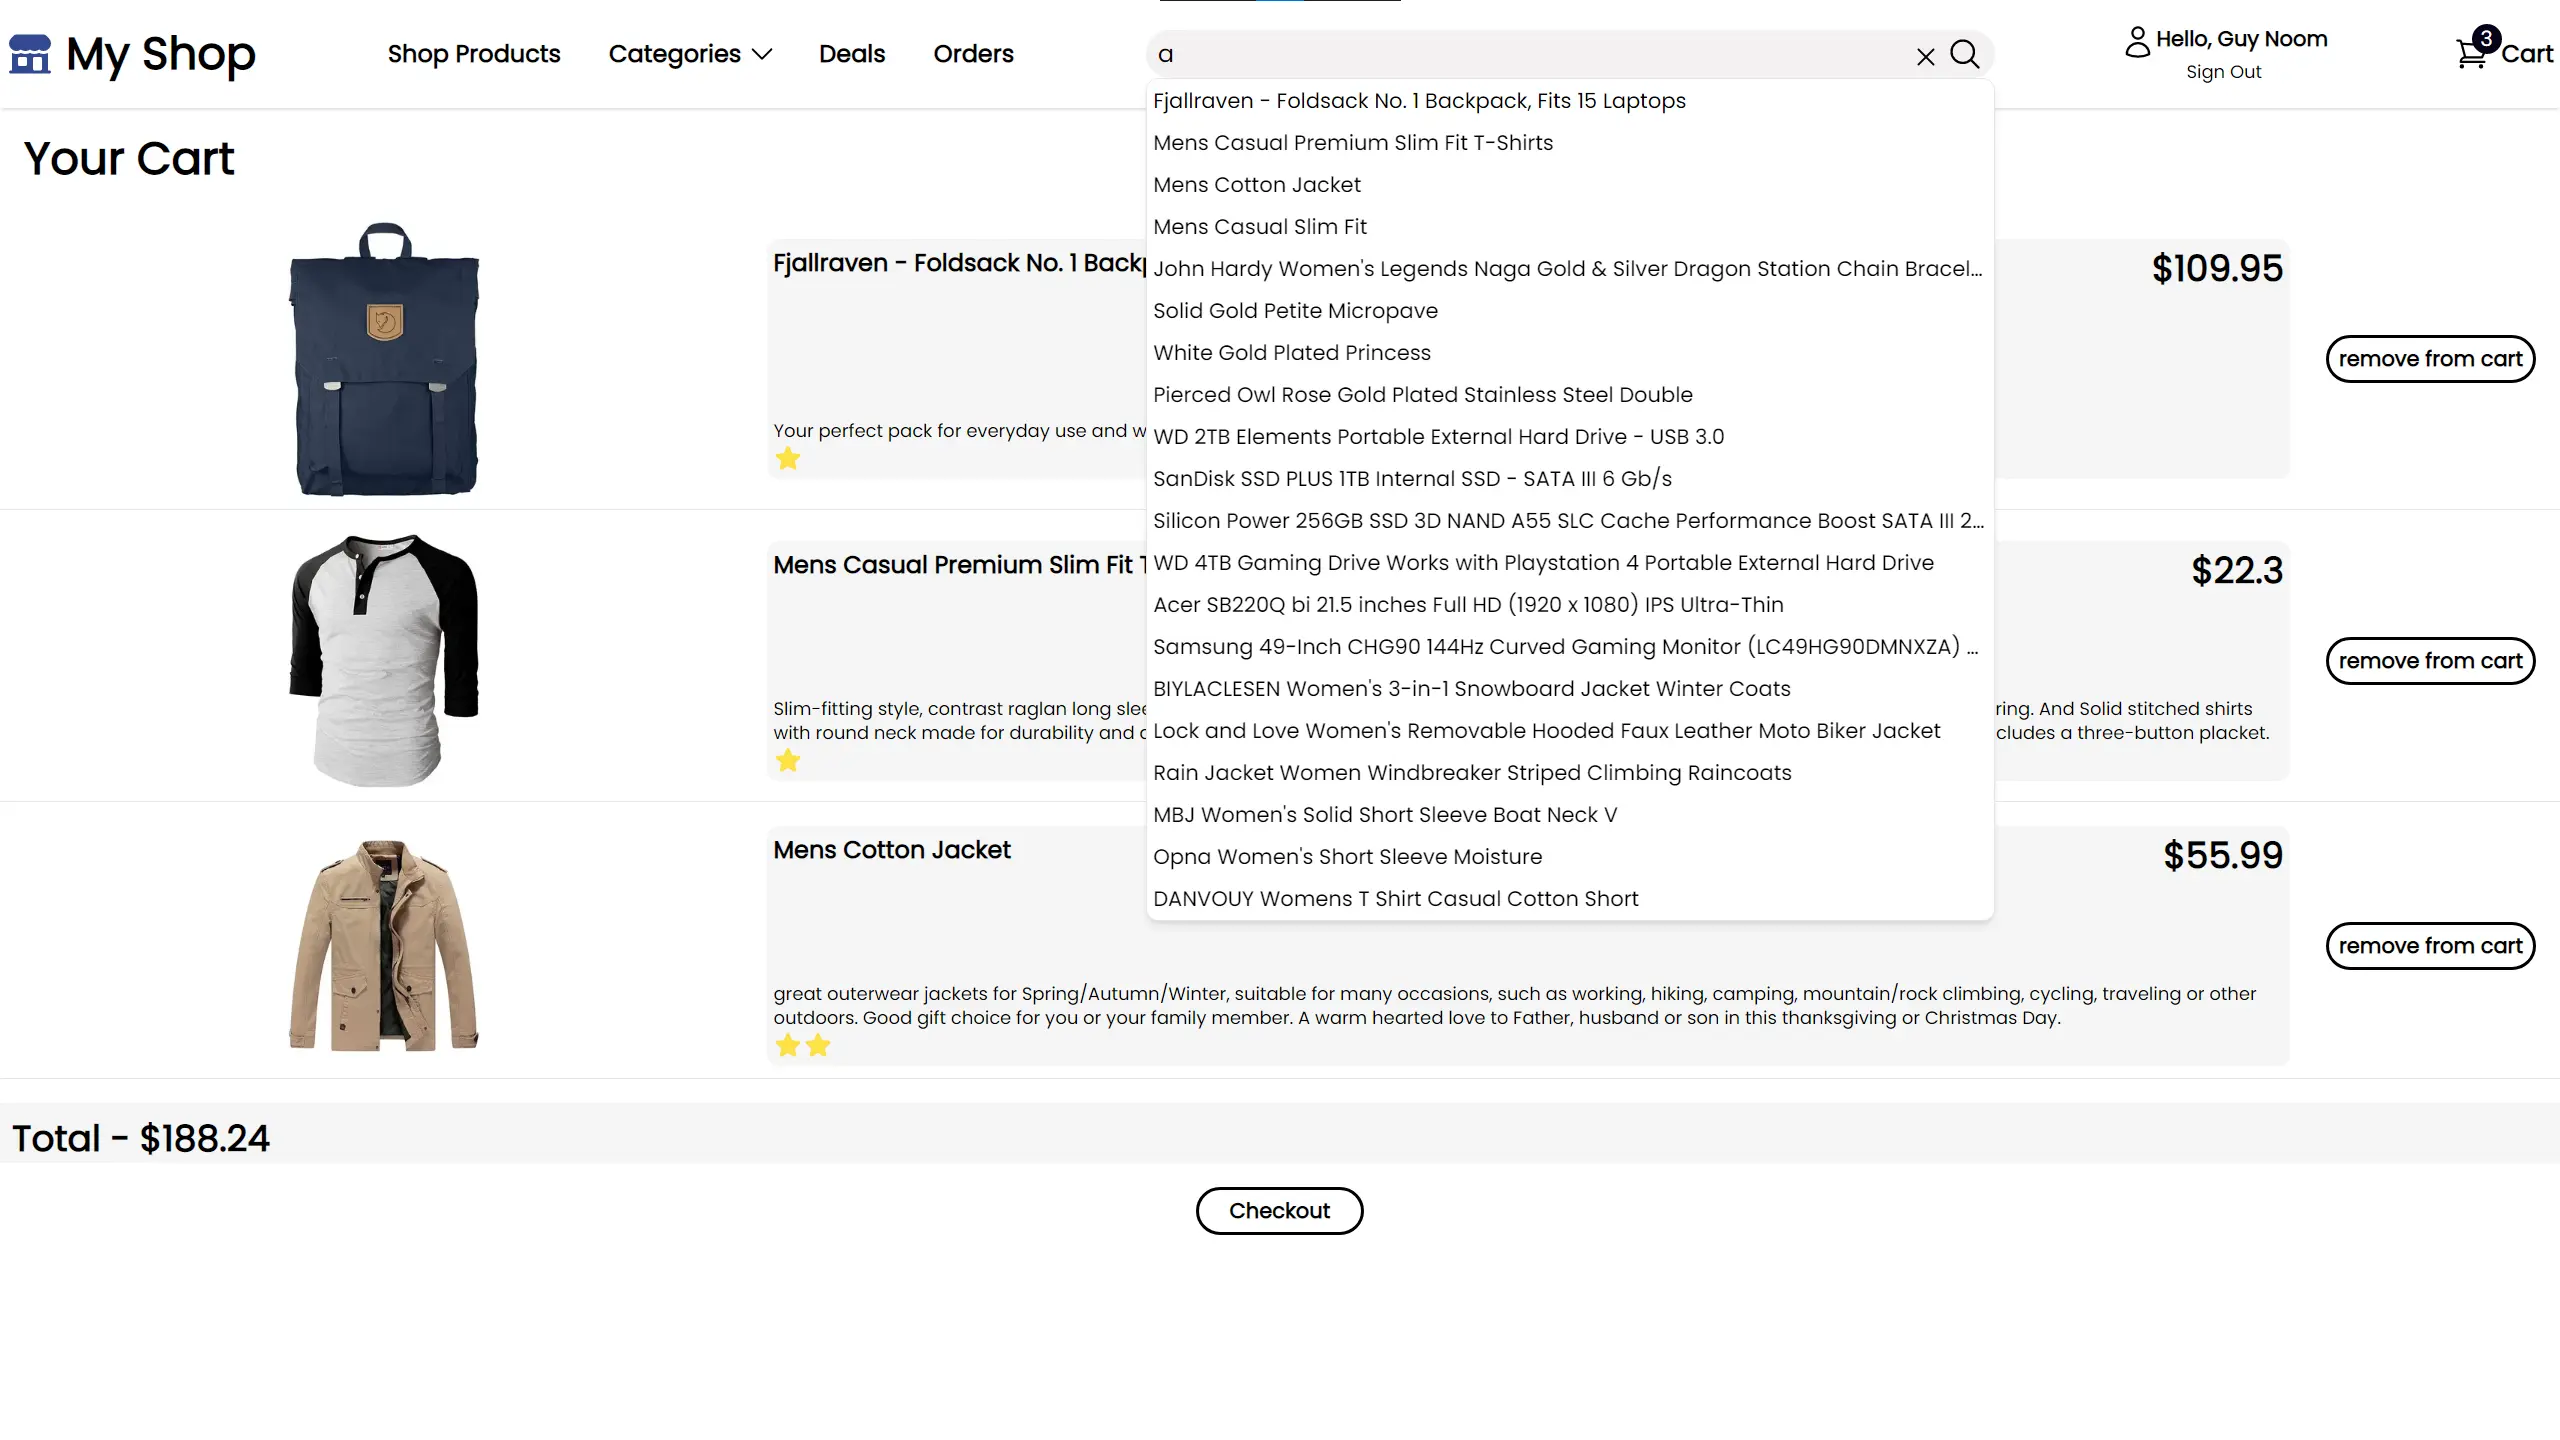 My Shop
Shop Products
Categories
Deals
Orders
a
Hello, Guy Noom
Sign Out
3
Cart
Your Cart
Fjallraven - Foldsack No. 1 Backpack, Fits 15 Laptops
Mens Casual Premium Slim Fit T-Shirts
Mens Cotton Jacket
Mens Casual Slim Fit
John Hardy Women's Legends Naga Gold & Silver Dragon Station Chain Bracel...
Solid Gold Petite Micropave
White Gold Plated Princess
Pierced Owl Rose Gold Plated Stainless Steel Double
WD 2TB Elements Portable External Hard Drive - USB 3.0
SanDisk SSD PLUS 1TB Internal SSD - SATA III 6 Gb/s
Silicon Power 256GB SSD 3D NAND A55 SLC Cache Performance Boost SATA III 2...
WD 4TB Gaming Drive Works with Playstation 4 Portable External Hard Drive
Acer SB220Q bi 21.5 inches Full HD (1920 x 1080) IPS Ultra-Thin
Samsung 49-Inch CHG90 144Hz Curved Gaming Monitor (LC49HG90DMNXZA) ...
BIYLACLESEN Women's 3-in-1 Snowboard Jacket Winter Coats
Lock and Love Women's Removable Hooded Faux Leather Moto Biker Jacket
Rain Jacket Women Windbreaker Striped Climbing Raincoats
MBJ Women's Solid Short Sleeve Boat Neck V
Opna Women's Short Sleeve Moisture
DANVOUY Womens T Shirt Casual Cotton Short
Fjallraven - Foldsack No. 1
$109.95
Your perfect pack for everyday use and
remove from cart
Mens Casual Premium Slim Fit
$22.3
Slim-fitting style, contrast raglan long
And Solid stitched shirts
with round neck made for durability and
a three-button placket.
remove from cart
Mens Cotton Jacket
$55.99
great outerwear jackets for Spring/Autumn/Winter, suitable for many occasions, such as working, hiking, camping, mountain/rock climbing, cycling, traveling or other
outdoors. Good gift choice for you or your family member. A warm hearted love to Father, husband or son in this thanksgiving or Christmas Day.
remove from cart
Total - $188.24
Checkout